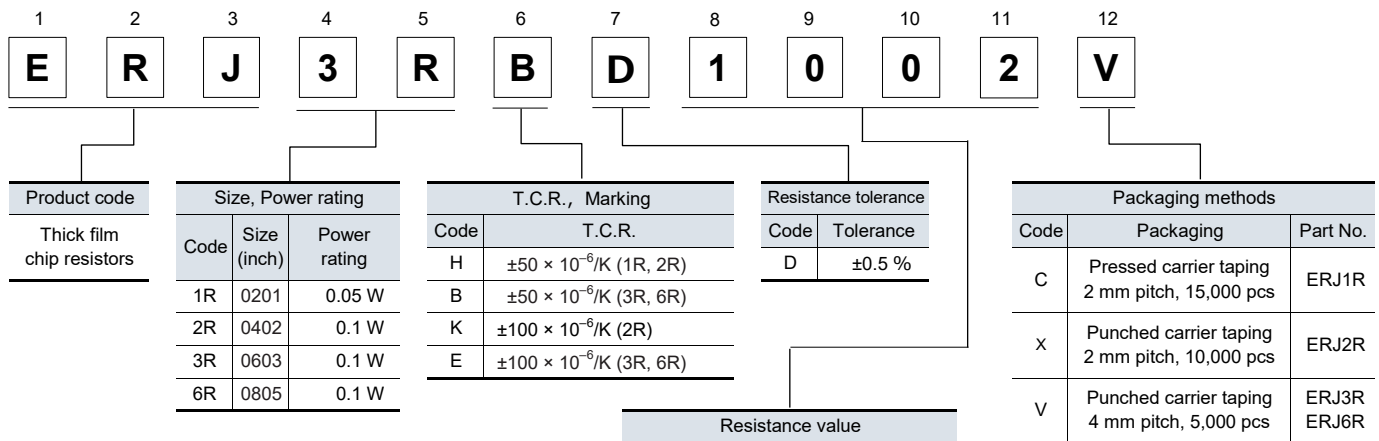 1 2 3 4 5 6 7 8 9 10 11 12
E R J 3 R B D 1 0 0 2 V
Product code
Thick film
chip resistors
Size, Power rating
Code Size (inch) Power rating
1R 0201 0.05 W
2R 0402 0.1 W
3R 0603 0.1 W
6R 0805 0.1 W
T.C.R., Marking
Code T.C.R.
H ±50 × 10⁻⁶/K (1R, 2R)
B ±50 × 10⁻⁶/K (3R, 6R)
K ±100 × 10⁻⁶/K (2R)
E ±100 × 10⁻⁶/K (3R, 6R)
Resistance tolerance
Code Tolerance
D ±0.5 %
Resistance value
Packaging methods
Code Packaging Part No.
C Pressed carrier taping 2 mm pitch, 15,000 pcs ERJ1R
X Punched carrier taping 2 mm pitch, 10,000 pcs ERJ2R
V Punched carrier taping 4 mm pitch, 5,000 pcs ERJ3R ERJ6R